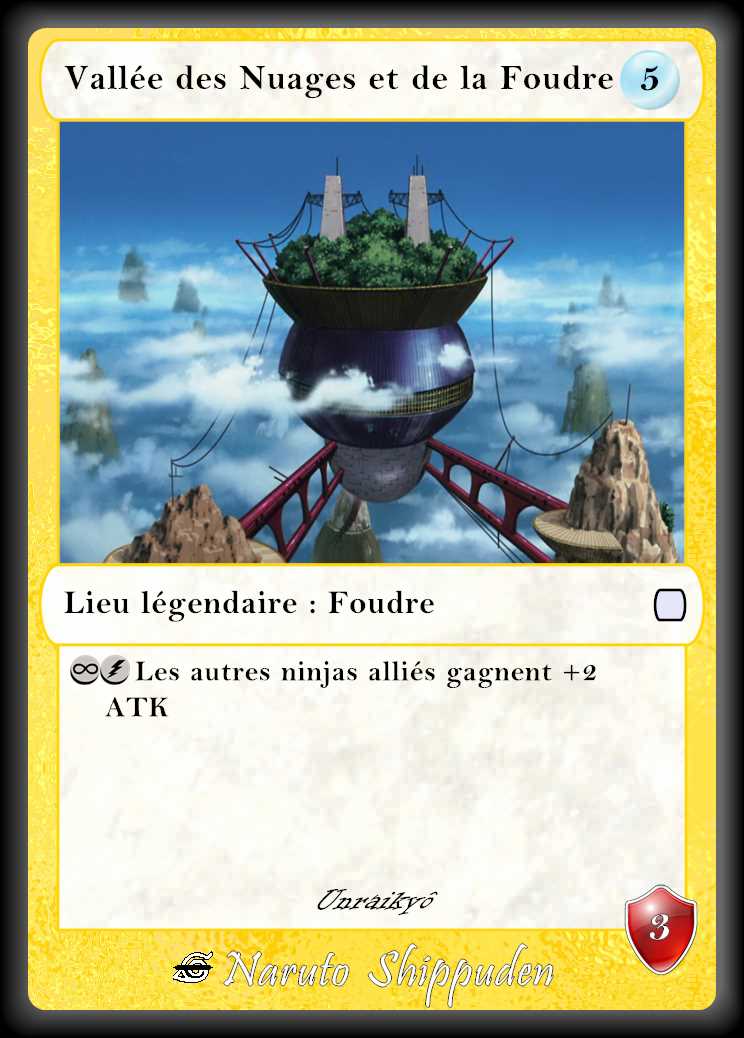 Vallée des Nuages et de la Foudre 5
Lieu légendaire : Foudre
Les autres ninjas alliés gagnent +2
ATK
Unraikyô
3
Naruto Shippuden